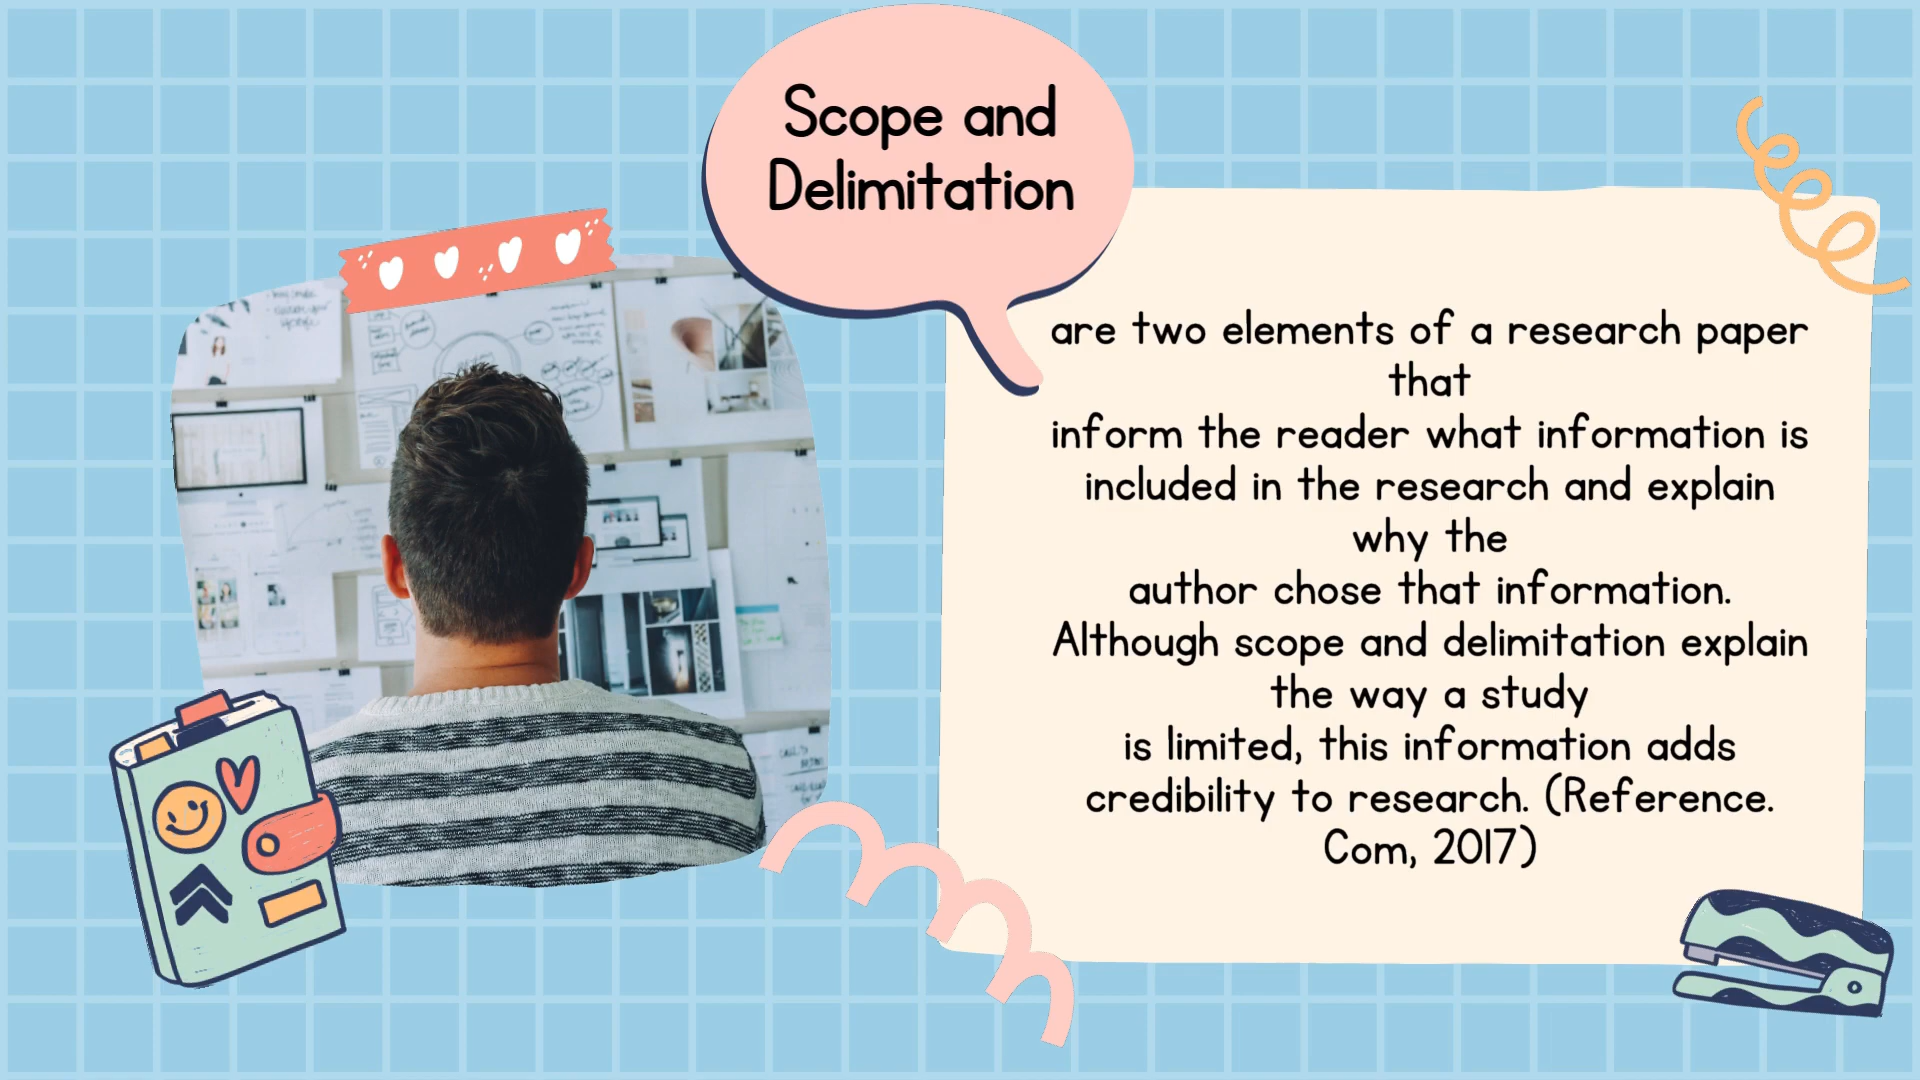 Scope and
Delimitation
are two elements of a research paper
that
inform the reader what information is
included in the research and explain
why the
author chose that information.
Although scope and delimitation explain
the way a study
is limited, this information adds
credibility to research. (Reference.
Com, 2017)